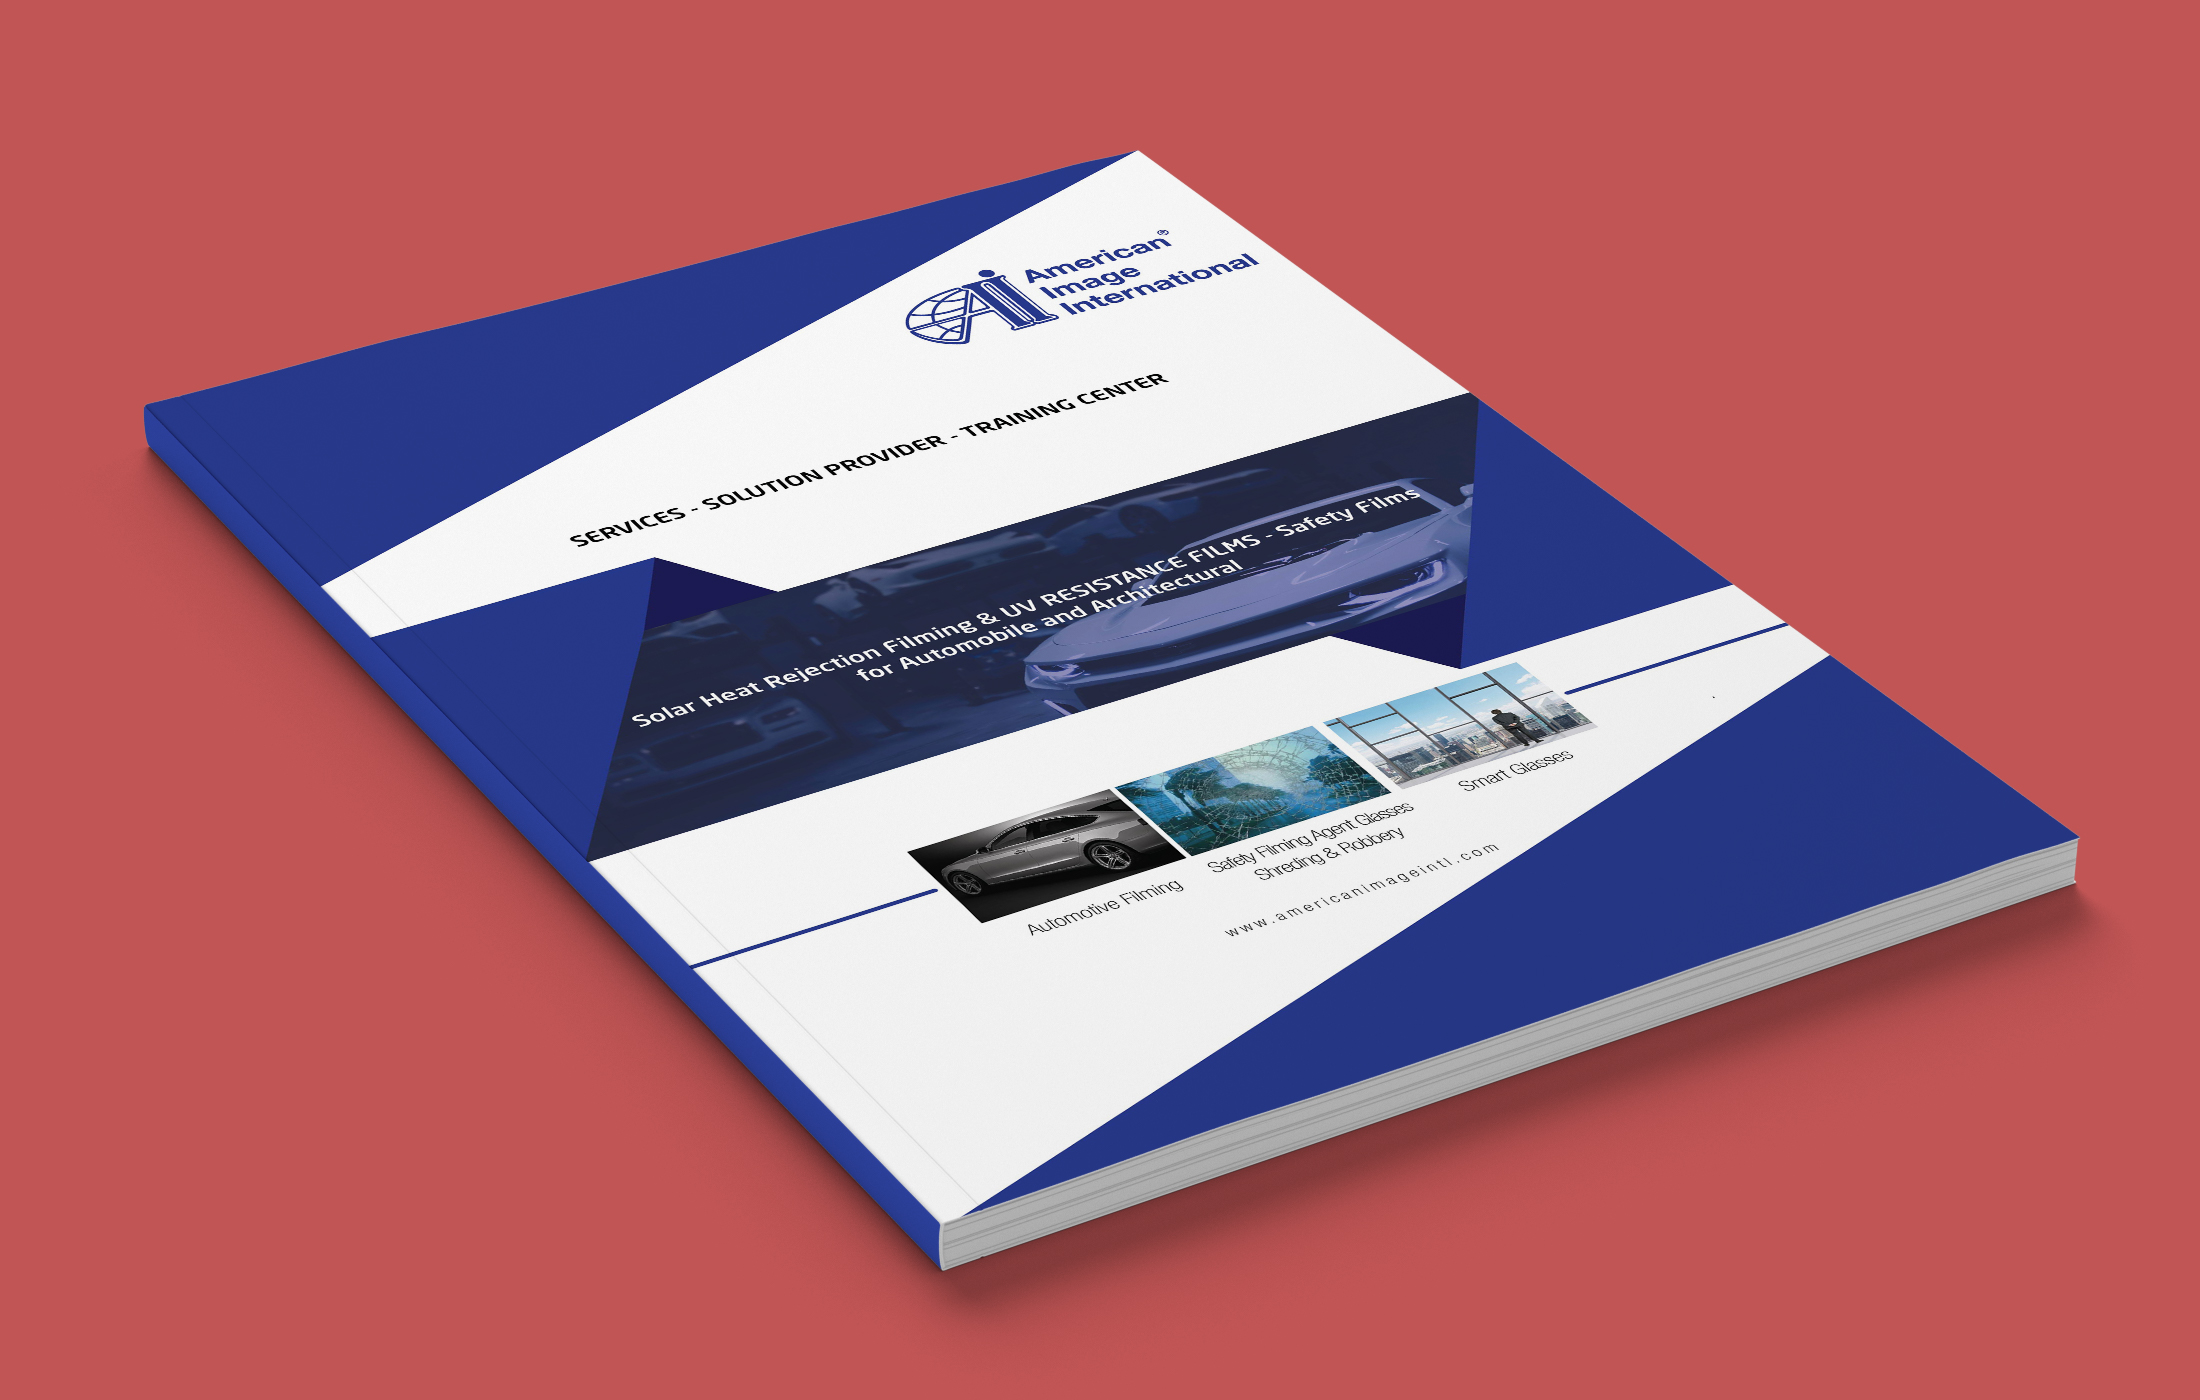 American®
Image
International
AI
SERVICES - SOLUTION PROVIDER - TRAINING CENTER
Solar Heat Rejection Filming & UV RESISTANCE FILMS - Safety Films
for Automobile and Architectural
Automotive Filming
Safety Filming Agent Glasses
Shreding & Robbery
Smart Glasses
www.americanimageintl.com